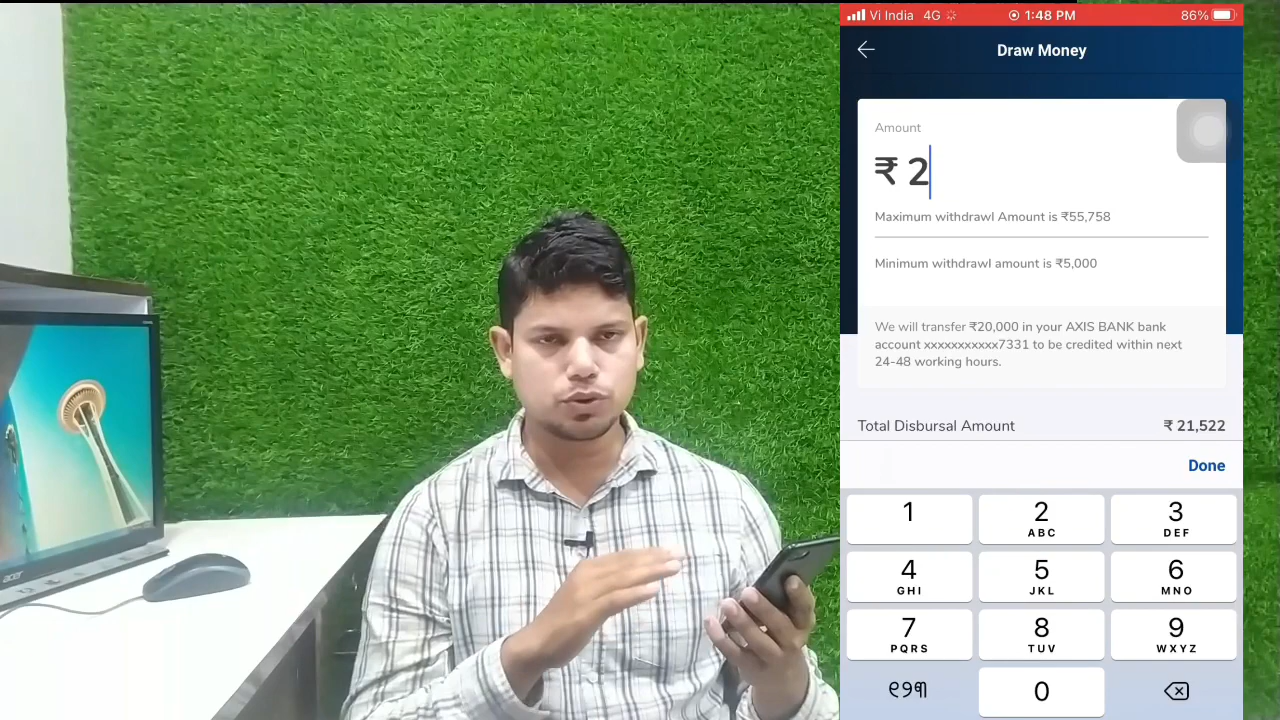 Vi India 4G 1:48 PM 86%
Draw Money
Amount
₹ 2
Maximum withdrawl Amount is ₹55,758
Minimum withdrawl amount is ₹5,000
We will transfer ₹20,000 in your AXIS BANK bank
account xxxxxxxxxxx7331 to be credited within next
24-48 working hours.
Total Disbursal Amount ₹ 21,522
Done
1 2 3
ABC DEF
4 5 6
GHI JKL MNO
7 8 9
PQRS TUV WXYZ
0
acer